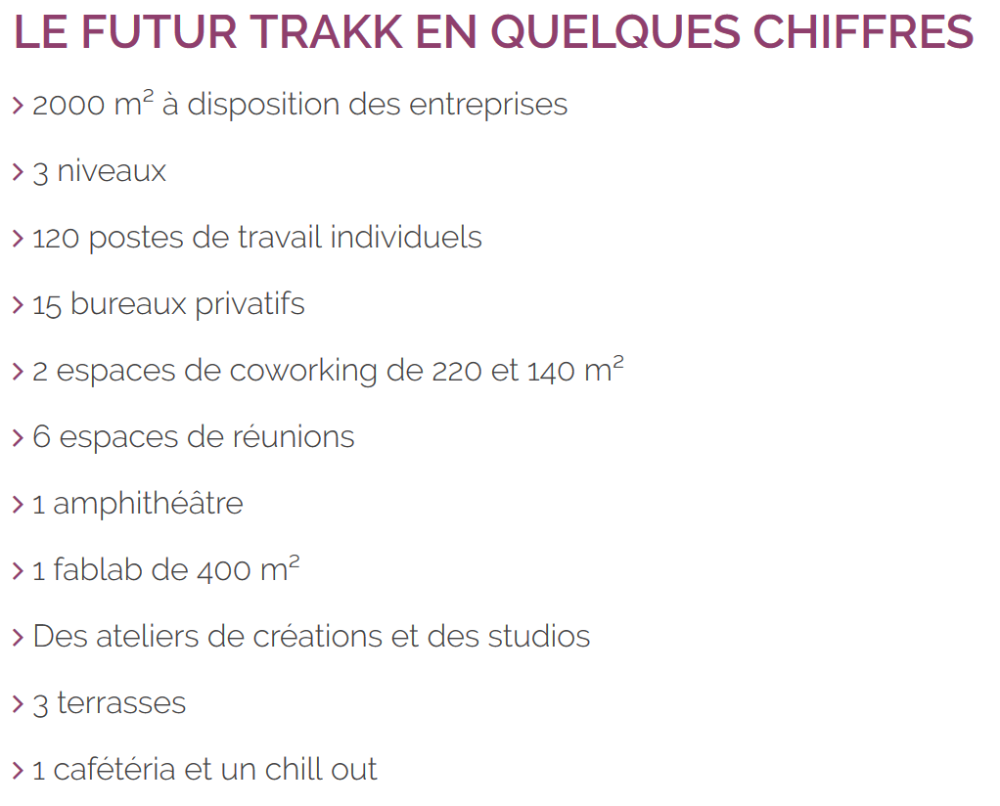 LE FUTUR TRAKK EN QUELQUES CHIFFRES
> 2000 m² à disposition des entreprises
> 3 niveaux
> 120 postes de travail individuels
> 15 bureaux privatifs
> 2 espaces de coworking de 220 et 140 m²
> 6 espaces de réunions
> 1 amphithéâtre
> 1 fablab de 400 m²
> Des ateliers de créations et des studios
> 3 terrasses
> 1 cafétéria et un chill out